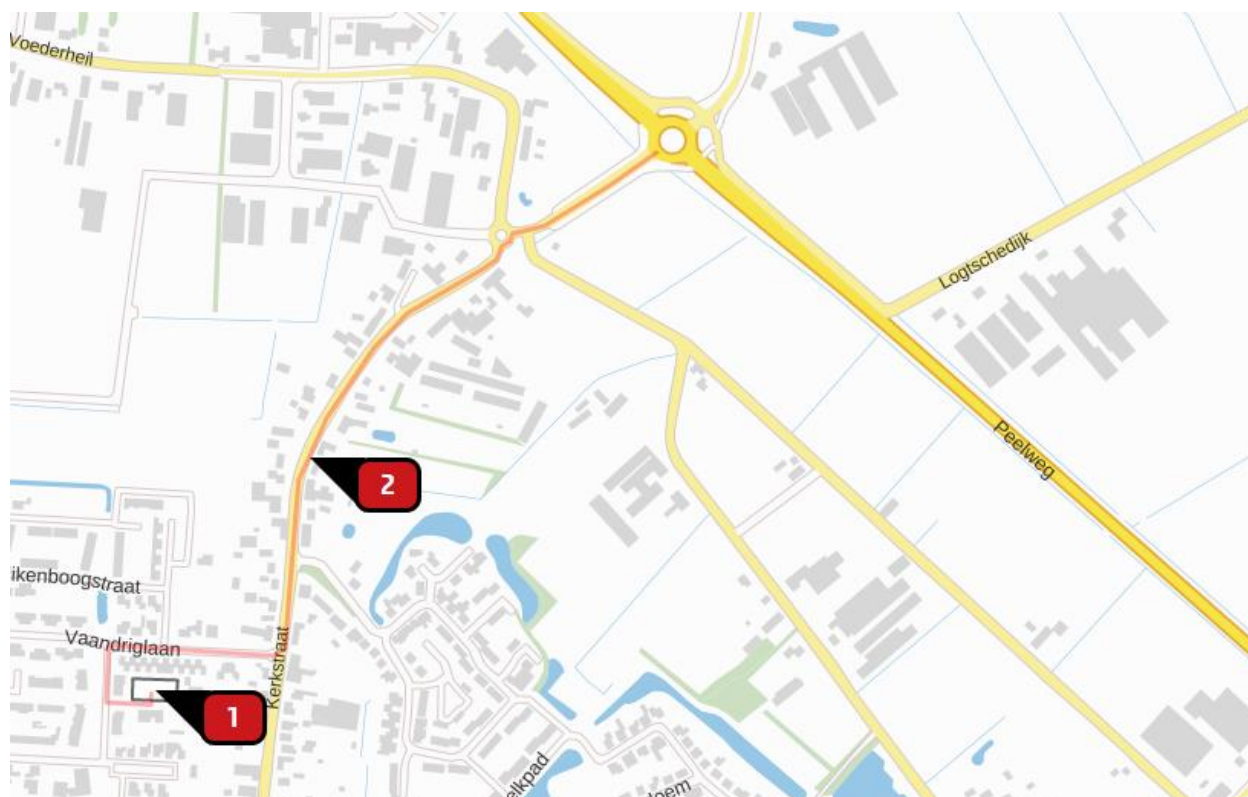 Voederheil
Logtschedijk
Peelweg
2
ikenboogstraat
Vaandriglaan
Kerkstraat
1
elkpad
loem